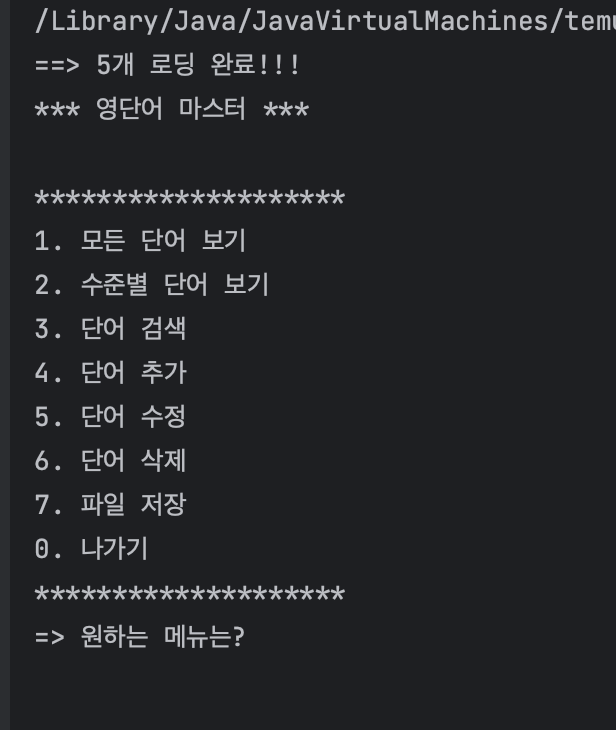 /Library/Java/JavaVirtualMachines/temu
==> 5개 로딩 완료!!!
*** 영단어 마스터 ***
********************
1. 모든 단어 보기
2. 수준별 단어 보기
3. 단어 검색
4. 단어 추가
5. 단어 수정
6. 단어 삭제
7. 파일 저장
0. 나가기
********************
=> 원하는 메뉴는?